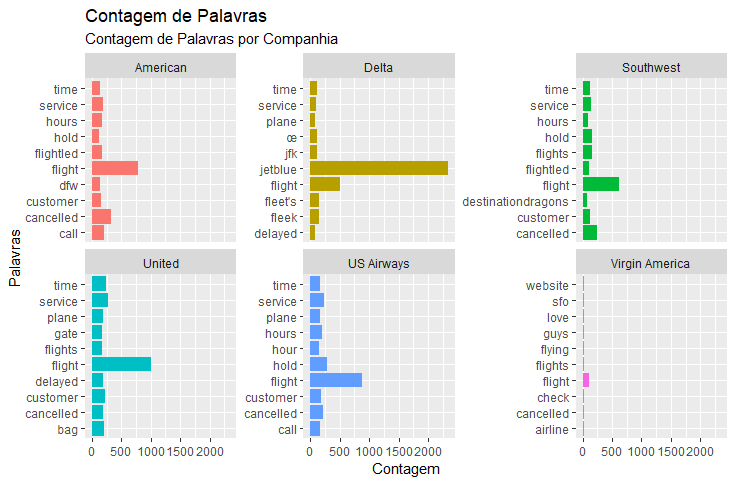 Contagem de Palavras
Contagem de Palavras por Companhia
American
time
service
hours
hold
flightled
flight
dfw
customer
cancelled
call
Delta
time
service
plane
œ
jfk
jetblue
flight
fleet's
fleek
delayed
Southwest
time
service
hours
hold
flights
flightled
flight
destinationdragons
customer
cancelled
Palavrras
United
time
service
plane
gate
flights
flight
delayed
customer
cancelled
bag
0 500 1000 1500 2000
US Airways
time
service
plane
hours
hour
hold
flight
customer
cancelled
call
0 500 1000 1500 2000
Virgin America
website
sfo
love
guys
flying
flights
flight
check
cancelled
airline
0 500 1000 1500 2000
Contagem